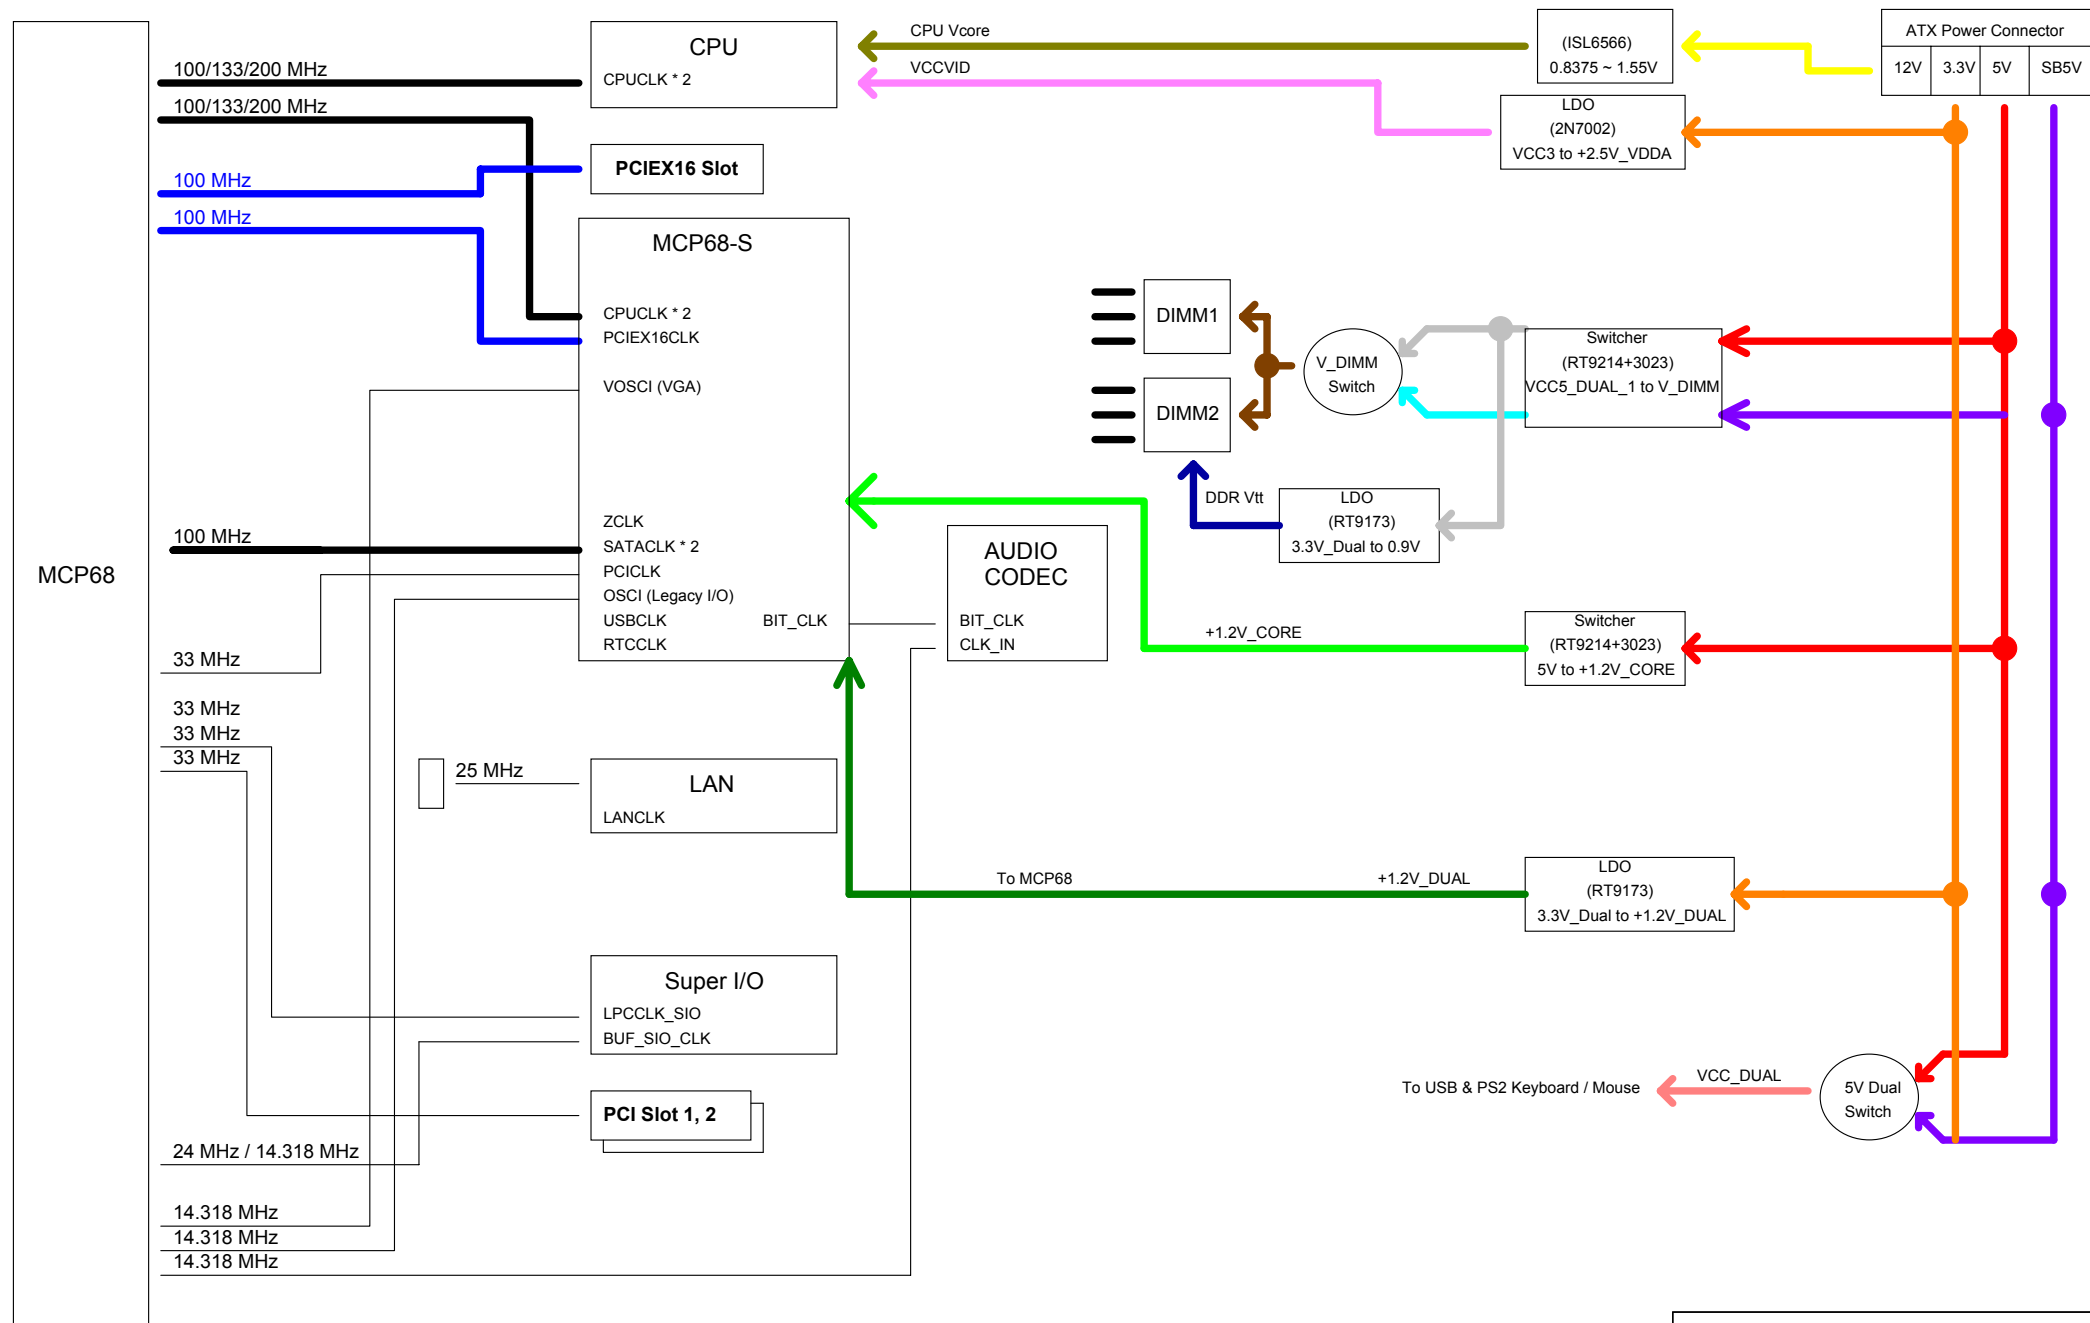 MCP68
100/133/200 MHz
100/133/200 MHz
100 MHz
100 MHz
100 MHz
33 MHz
33 MHz
33 MHz
33 MHz
24 MHz / 14.318 MHz
14.318 MHz
14.318 MHz
14.318 MHz
CPU
CPUCLK * 2
PCIEX16 Slot
MCP68-S
CPUCLK * 2
PCIEX16CLK
VOSCI (VGA)
ZCLK
SATACLK * 2
PCICLK
OSCI (Legacy I/O)
USBCLK
RTCCLK
BIT_CLK
AUDIO
CODEC
BIT_CLK
CLK_IN
25 MHz
LAN
LANCLK
Super I/O
LPCCLK_SIO
BUF_SIO_CLK
PCI Slot 1, 2
CPU Vcore
VCCVID
(ISL6566)
0.8375 ~ 1.55V
ATX Power Connector
12V 3.3V 5V SB5V
LDO
(2N7002)
VCC3 to +2.5V_VDDA
DIMM1
DIMM2
V_DIMM
Switch
Switcher
(RT9214+3023)
VCC5_DUAL_1 to V_DIMM
DDR Vtt
LDO
(RT9173)
3.3V_Dual to 0.9V
+1.2V_CORE
Switcher
(RT9214+3023)
5V to +1.2V_CORE
To MCP68
+1.2V_DUAL
LDO
(RT9173)
3.3V_Dual to +1.2V_DUAL
To USB & PS2 Keyboard / Mouse
VCC_DUAL
5V Dual
Switch